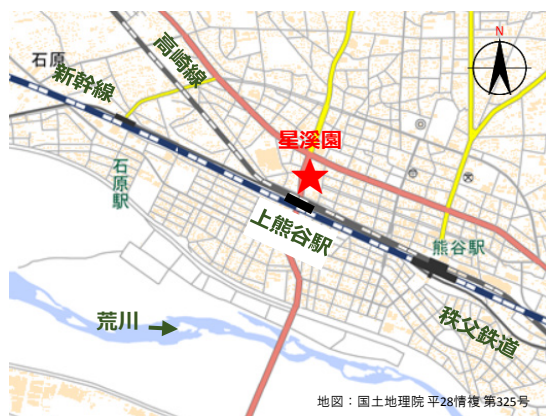 石原
高崎線
N
新幹線
星溪園
石原駅
上熊谷駅
熊谷駅
秩父鉄道
荒川
地図：国土地理院 平28情複 第325号